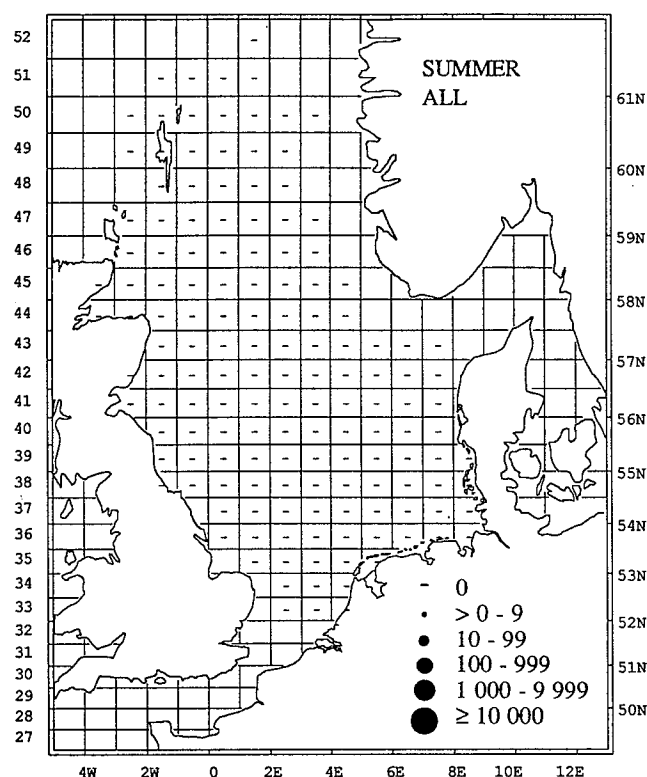 SUMMER
ALL
52
51
50
49
48
47
46
45
44
43
42
41
40
39
38
37
36
35
34
33
32
31
30
29
28
27
61N
60N
59N
58N
57N
56N
55N
54N
53N
52N
51N
50N
- 0
> 0 - 9
10 - 99
100 - 999
1 000 - 9 999
≥ 10 000
4W 2W 0 2E 4E 6E 8E 10E 12E